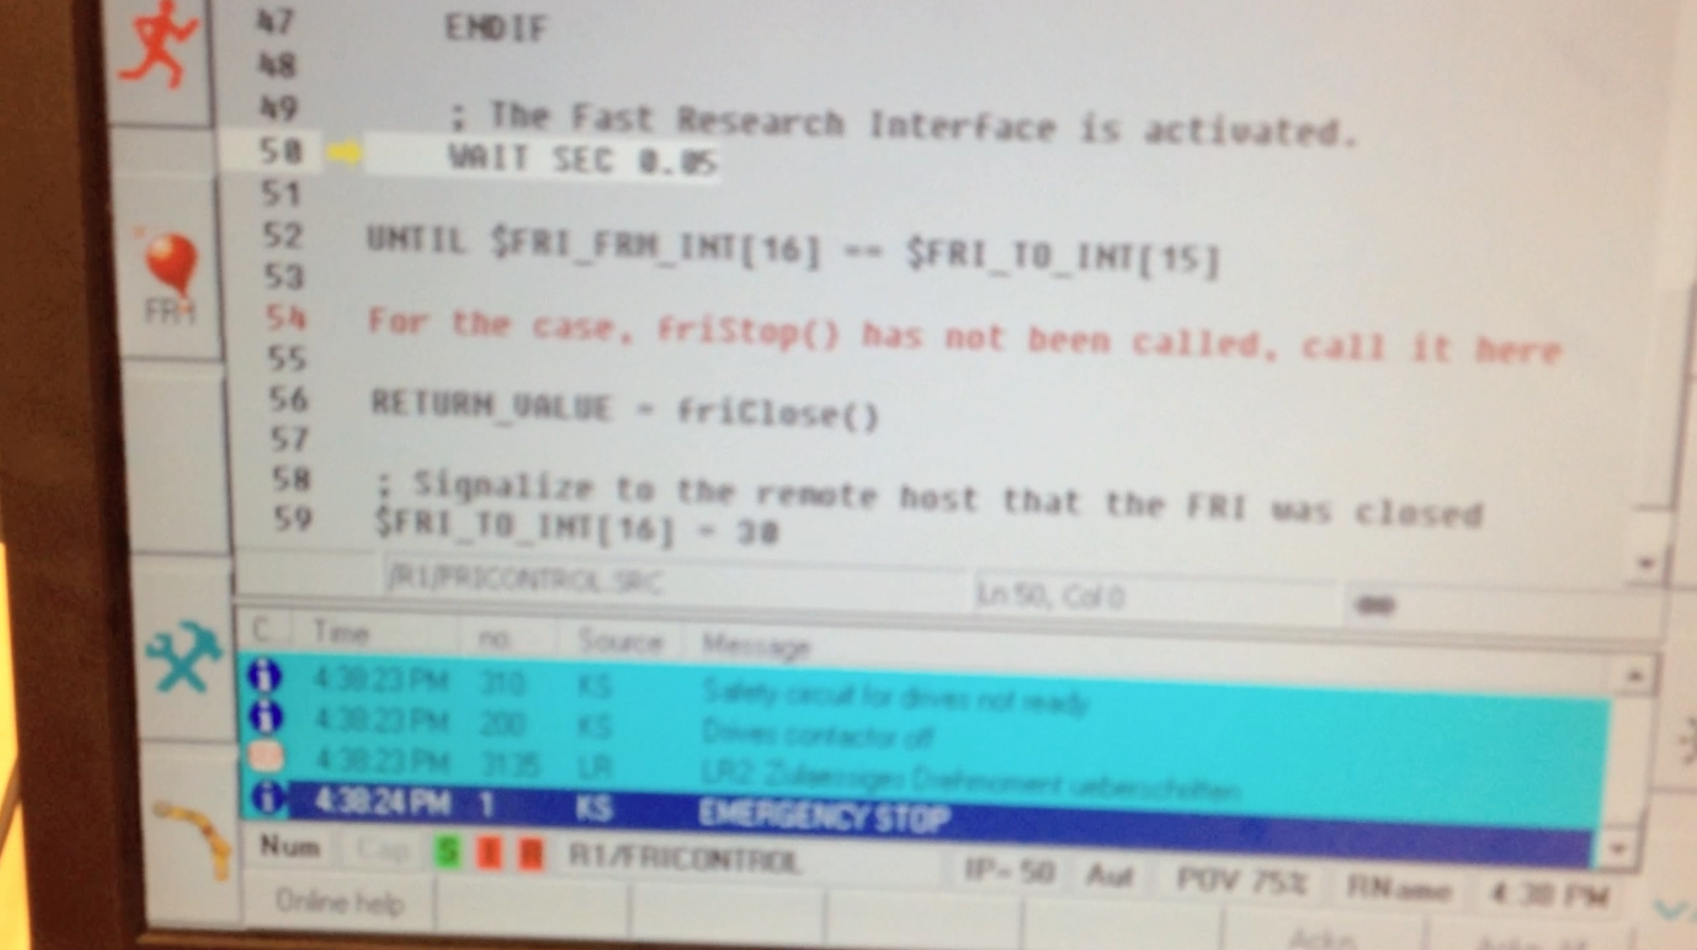 47 ENDIF
48
49 ; The Fast Research Interface is activated.
50 WAIT SEC 0.05
51
52 UNTIL $FRI_FRM_INT[16] == $FRI_TO_INT[15]
53
FRI
54 For the case, friStop() has not been called, call it here
55
56 RETURN_VALUE = friClose()
57
58 ; Signalize to the remote host that the FRI was closed
59 $FRI_TO_INT[16] = 30
/R1/FRICONTROL.SRC Ln 50, Col 0
C... Time no. Source Message
4:38:23 PM 310 KS Safety circuit for drives not ready
4:38:23 PM 200 KS Drives contactor off
4:38:23 PM 3135 LR LR2: Zulaessiges Drehmoment ueberschritten
4:38:24 PM 1 KS EMERGENCY STOP
Num Cap S I R R1/FRICONTROL IP= 50 Aut POV 75% RName 4:38 PM
Online help Ackn.